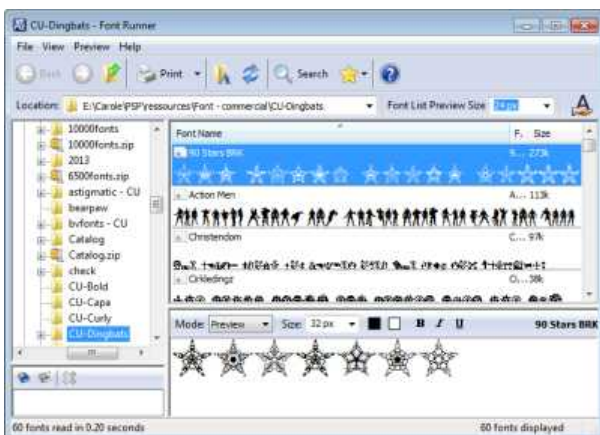 CU-Dingbats - Font Runner
File View Preview Help
Back Print Search
Location: E:\Carole\PSP\ressources\Font - commercial\CU-Dingbats Font List Preview Size: 24 px
10000fonts
10000fonts.zip
2013
6500fonts.zip
astigmatic - CU
bearpaw
bvfonts - CU
Catalog
Catalog.zip
check
CU-Bold
CU-Capa
CU-Curly
CU-Dingbats
Font Name F... Size
90 Stars BRK 9... 273k
Action Men A... 113k
Christendom C... 97k
Cirkledingz 38k
Mode: Preview Size: 32 px B I U 90 Stars BRK
60 fonts read in 0.20 seconds 60 fonts displayed